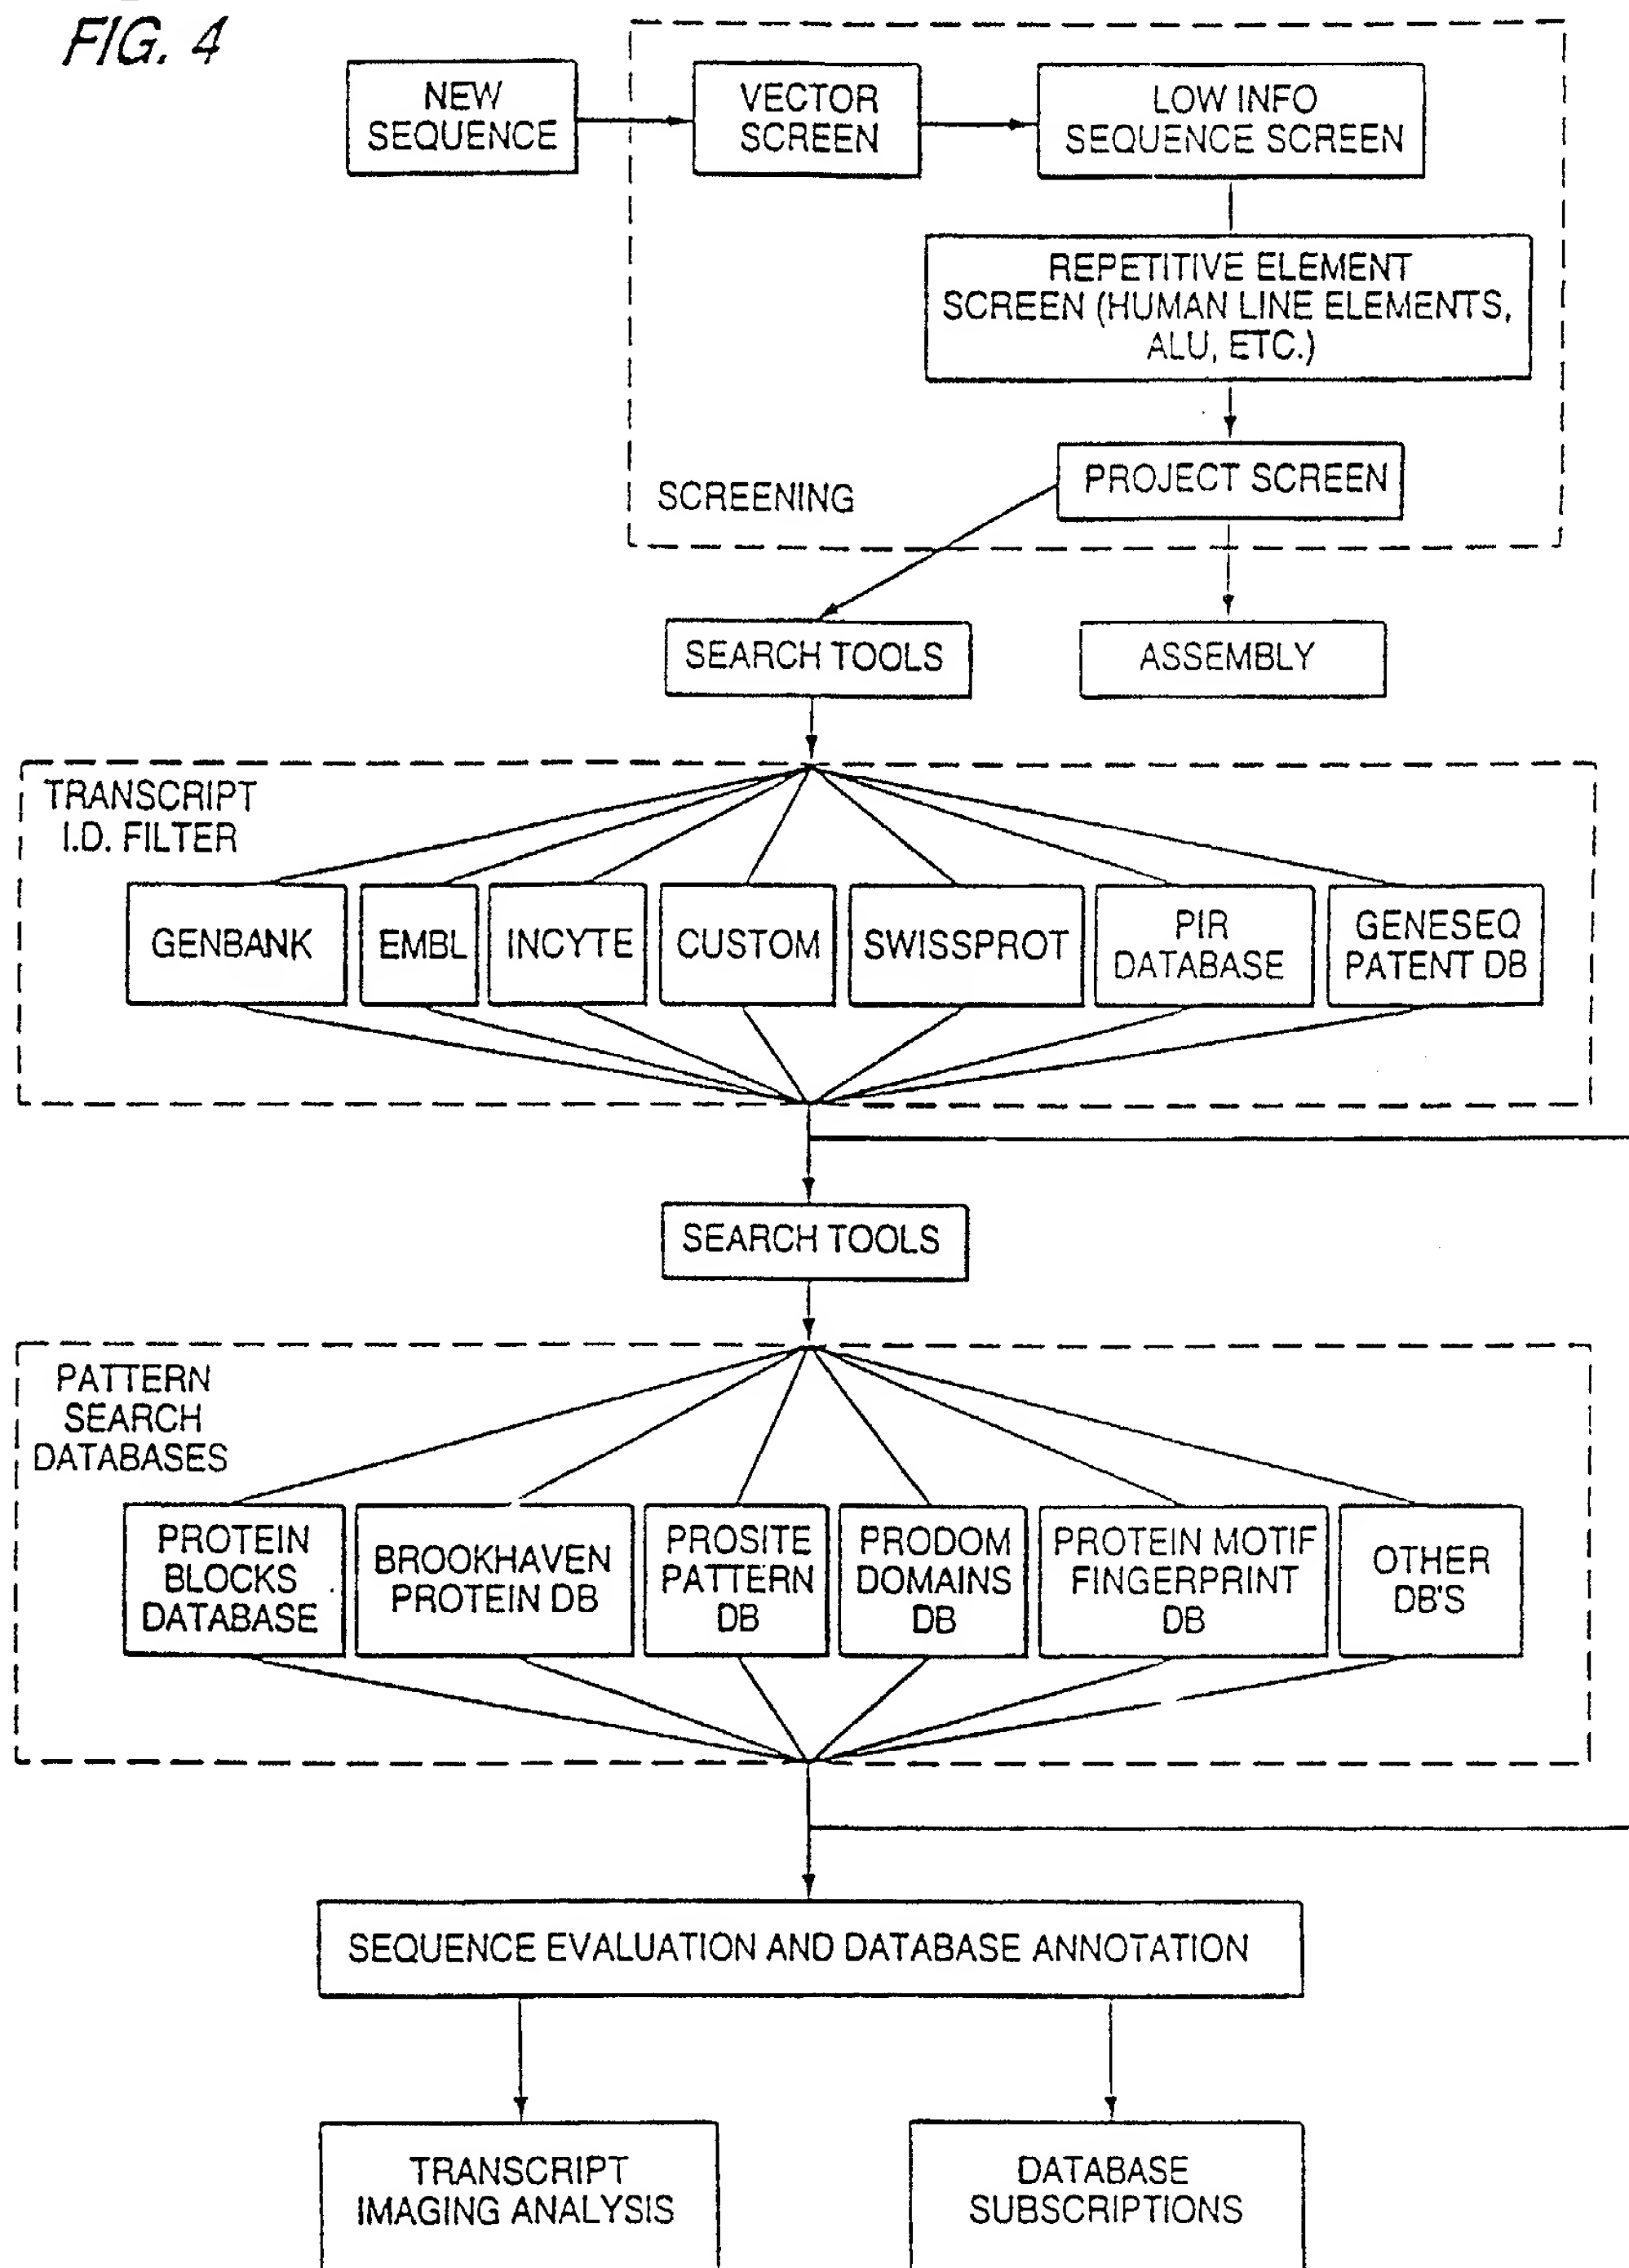 FIG. 4
NEW
SEQUENCE
VECTOR
SCREEN
LOW INFO
SEQUENCE SCREEN
REPETITIVE ELEMENT
SCREEN (HUMAN LINE ELEMENTS,
ALU, ETC.)
PROJECT SCREEN
SCREENING
SEARCH TOOLS
ASSEMBLY
TRANSCRIPT
I.D. FILTER
GENBANK
EMBL
INCYTE
CUSTOM
SWISSPROT
PIR
DATABASE
GENESEQ
PATENT DB
SEARCH TOOLS
PATTERN
SEARCH
DATABASES
PROTEIN
BLOCKS
DATABASE
BROOKHAVEN
PROTEIN DB
PROSITE
PATTERN
DB
PRODOM
DOMAINS
DB
PROTEIN MOTIF
FINGERPRINT
DB
OTHER
DB'S
SEQUENCE EVALUATION AND DATABASE ANNOTATION
TRANSCRIPT
IMAGING ANALYSIS
DATABASE
SUBSCRIPTIONS